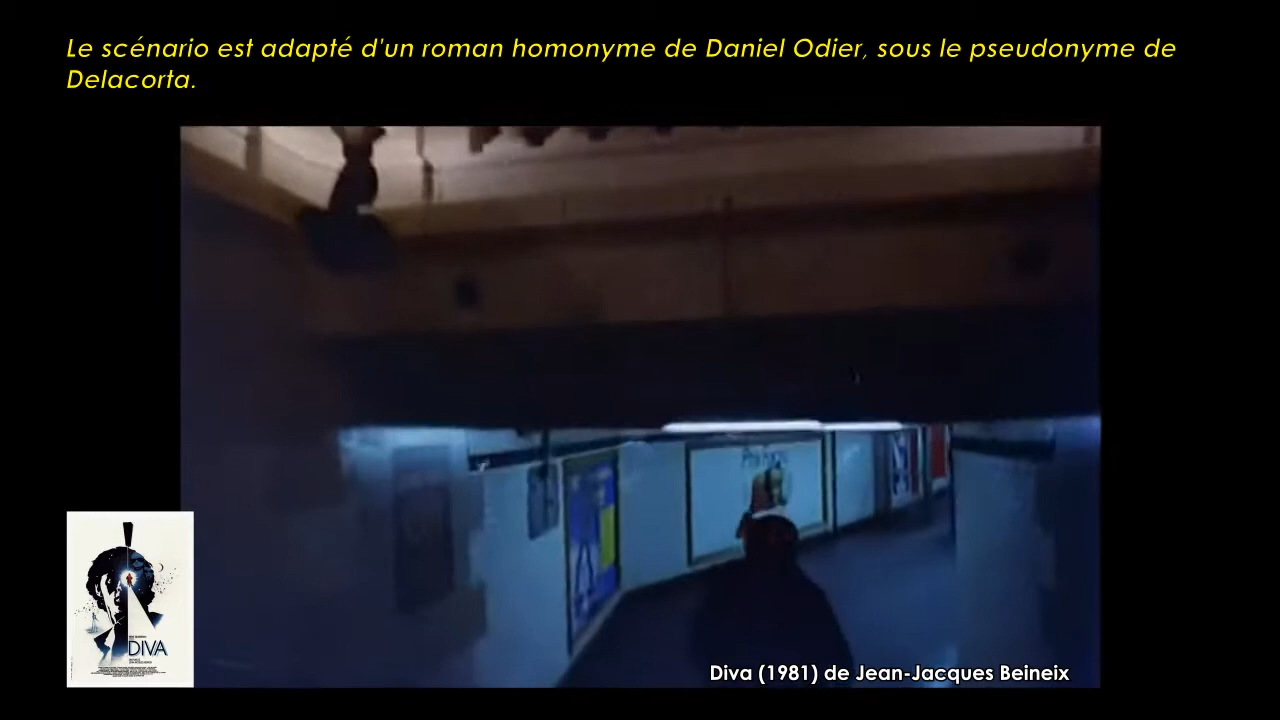 Le scénario est adapté d'un roman homonyme de Daniel Odier, sous le pseudonyme de
Delacorta.
DIVA
Diva (1981) de Jean-Jacques Beineix